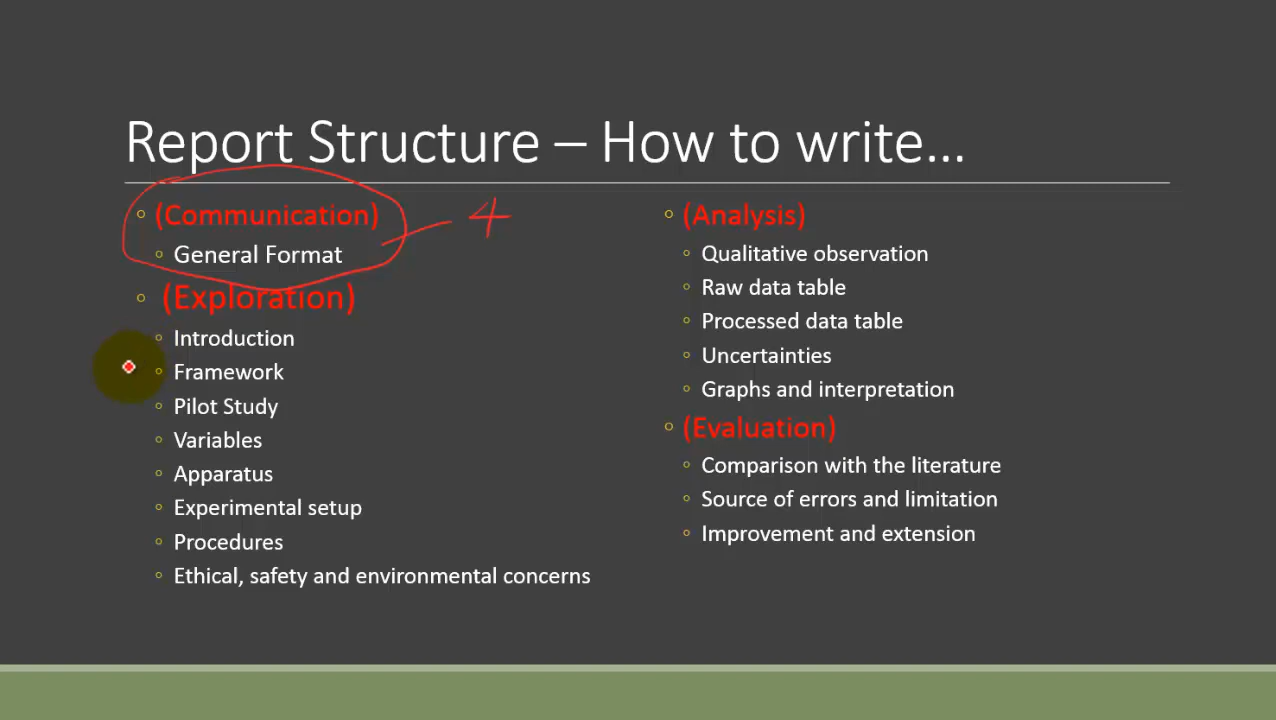 Report Structure – How to write…
(Communication)
General Format
4
(Exploration)
Introduction
Framework
Pilot Study
Variables
Apparatus
Experimental setup
Procedures
Ethical, safety and environmental concerns
(Analysis)
Qualitative observation
Raw data table
Processed data table
Uncertainties
Graphs and interpretation
(Evaluation)
Comparison with the literature
Source of errors and limitation
Improvement and extension